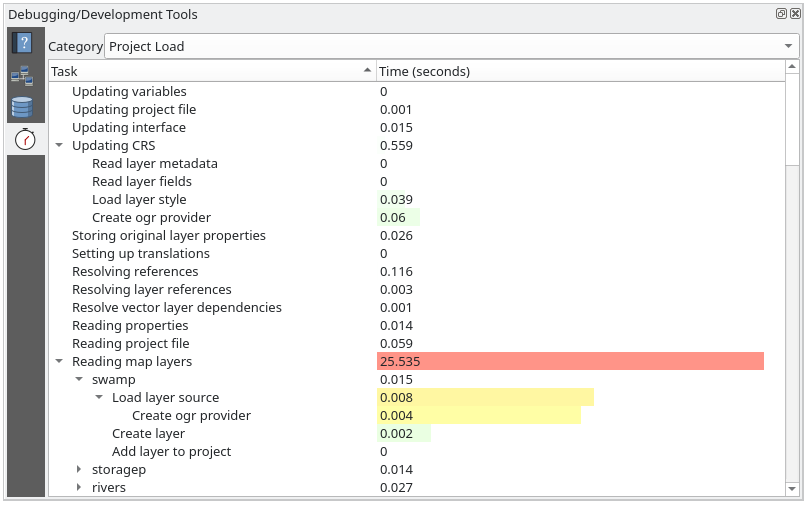 Debugging/Development Tools
Category Project Load
Task Time (seconds)
Updating variables 0
Updating project file 0.001
Updating interface 0.015
Updating CRS 0.559
Read layer metadata 0
Read layer fields 0
Load layer style 0.039
Create ogr provider 0.06
Storing original layer properties 0.026
Setting up translations 0
Resolving references 0.116
Resolving layer references 0.003
Resolve vector layer dependencies 0.001
Reading properties 0.014
Reading project file 0.059
Reading map layers 25.535
swamp 0.015
Load layer source 0.008
Create ogr provider 0.004
Create layer 0.002
Add layer to project 0
storagep 0.014
rivers 0.027